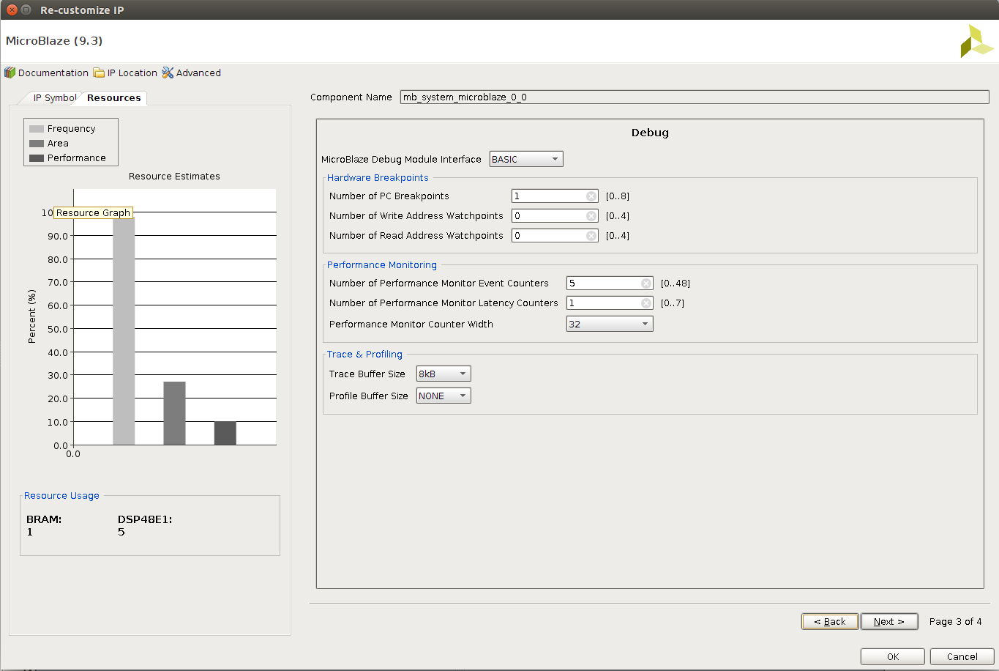 Re-customize IP
MicroBlaze (9.3)
Documentation IP Location Advanced
IP Symbol Resources
Frequency
Area
Performance
Resource Estimates
10
Resource Graph
90.0
80.0
70.0
60.0
50.0
40.0
30.0
20.0
10.0
0.0
0.0
Percent (%)
Resource Usage
BRAM: DSP48E1:
1 5
Component Name mb_system_microblaze_0_0
Debug
MicroBlaze Debug Module Interface BASIC
Hardware Breakpoints
Number of PC Breakpoints 1 [0..8]
Number of Write Address Watchpoints 0 [0..4]
Number of Read Address Watchpoints 0 [0..4]
Performance Monitoring
Number of Performance Monitor Event Counters 5 [0..48]
Number of Performance Monitor Latency Counters 1 [0..7]
Performance Monitor Counter Width 32
Trace & Profiling
Trace Buffer Size 8kB
Profile Buffer Size NONE
< Back Next > Page 3 of 4
OK Cancel